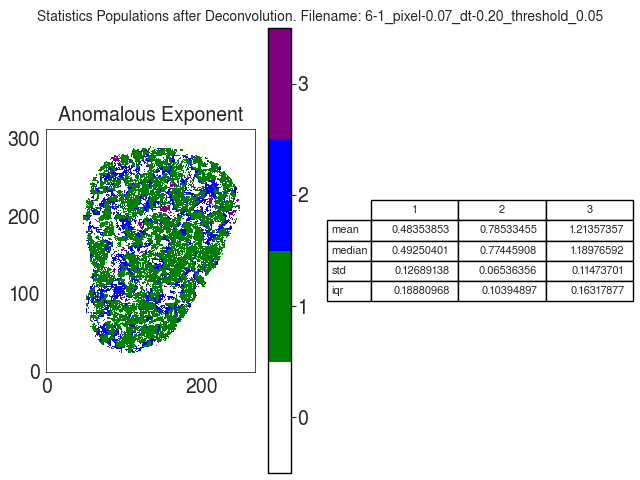 Statistics Populations after Deconvolution. Filename: 6-1_pixel-0.07_dt-0.20_threshold_0.05
Anomalous Exponent
300
200
100
0
0 200
3
2
1
0
1 2 3
mean 0.48353853 0.78533455 1.21357357
median 0.49250401 0.77445908 1.18976592
std 0.12689138 0.06536356 0.11473701
iqr 0.18880968 0.10394897 0.16317877